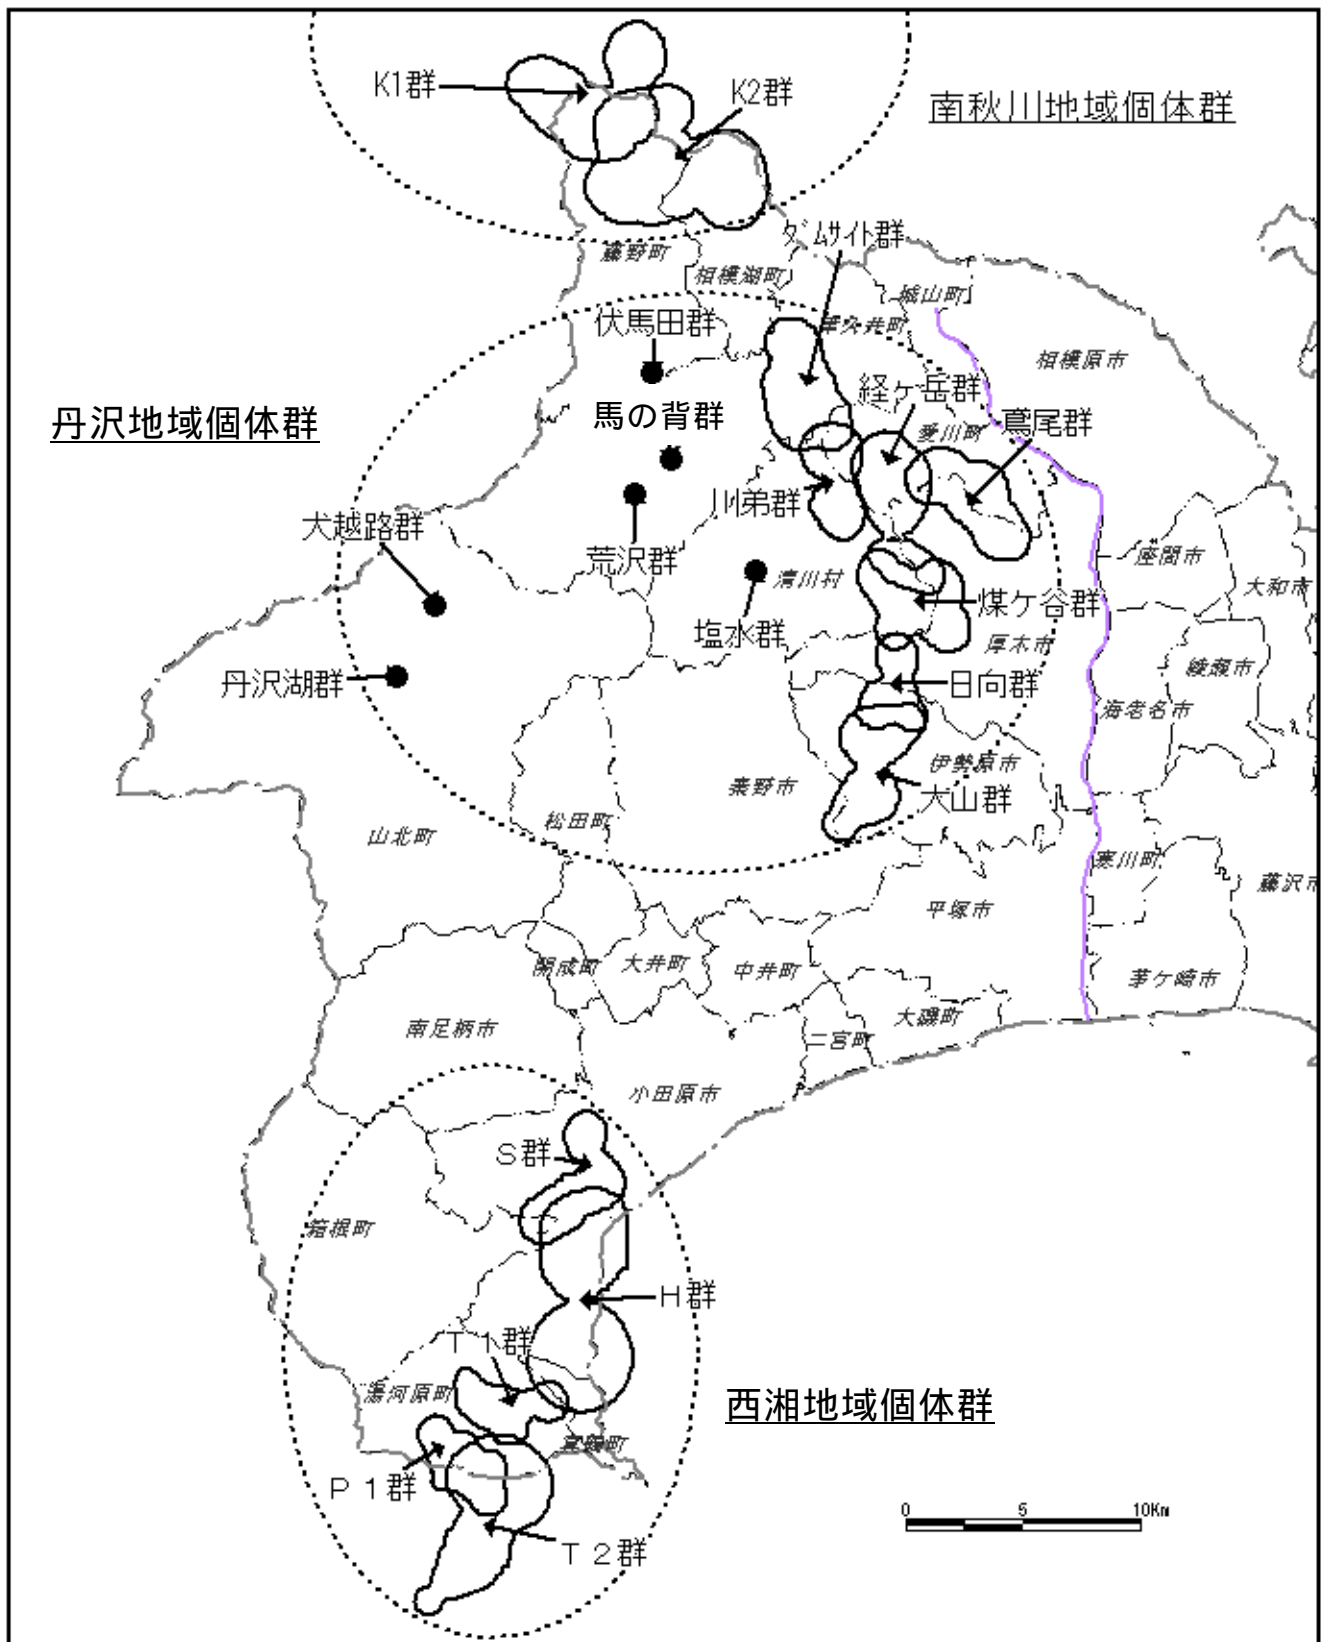 K1群
K2群
南秋川地域個体群
ダムサイト群
藤野町
相模湖町
城山町
津久井町
伏馬田群
相模原市
経ヶ岳群
丹沢地域個体群
馬の背群
愛川町
鳶尾群
川弟群
犬越路群
荒沢群
座間市
清川村
大和市
煤ケ谷群
塩水群
厚木市
綾瀬市
丹沢湖群
日向群
海老名市
伊勢原市
秦野市
大山群
松田町
山北町
寒川町
藤沢市
平塚市
開成町
大井町
中井町
茅ケ崎市
南足柄市
大磯町
二宮町
小田原市
S群
箱根町
H群
T1群
湯河原町
西湘地域個体群
真鶴町
P1群
0 5 10Km
T2群